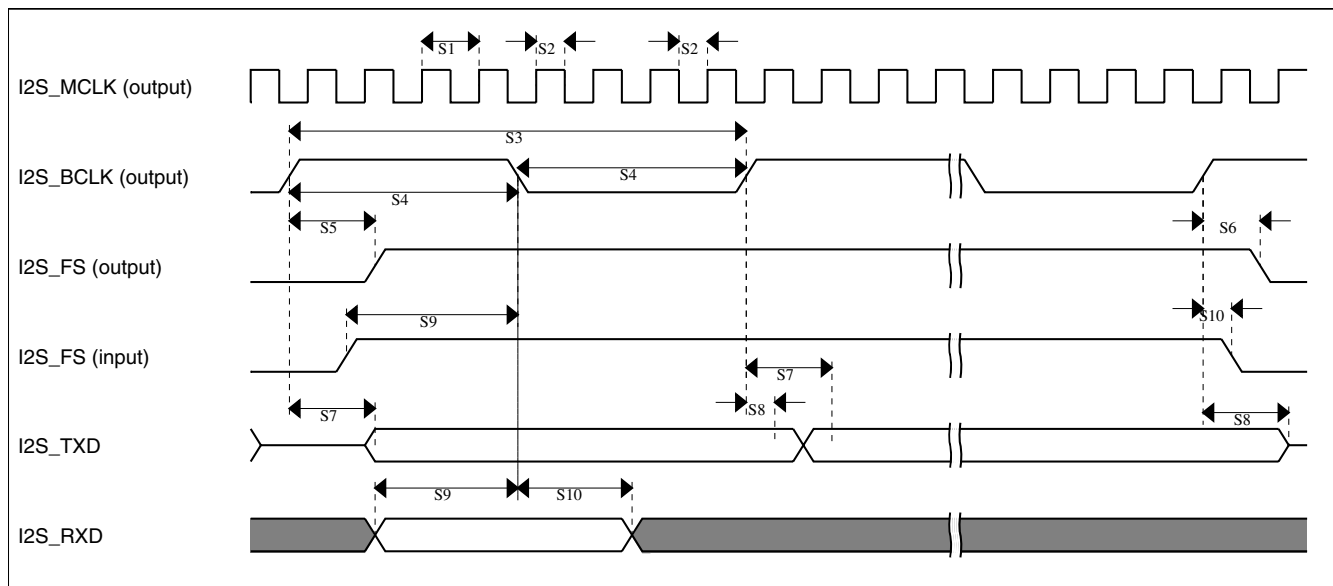 S1 S2 S2
I2S_MCLK (output)
S3
I2S_BCLK (output) S4
S4
S5 S6
I2S_FS (output)
S9 S10
I2S_FS (input)
S7
S7 S8 S8
I2S_TXD
S9 S10
I2S_RXD